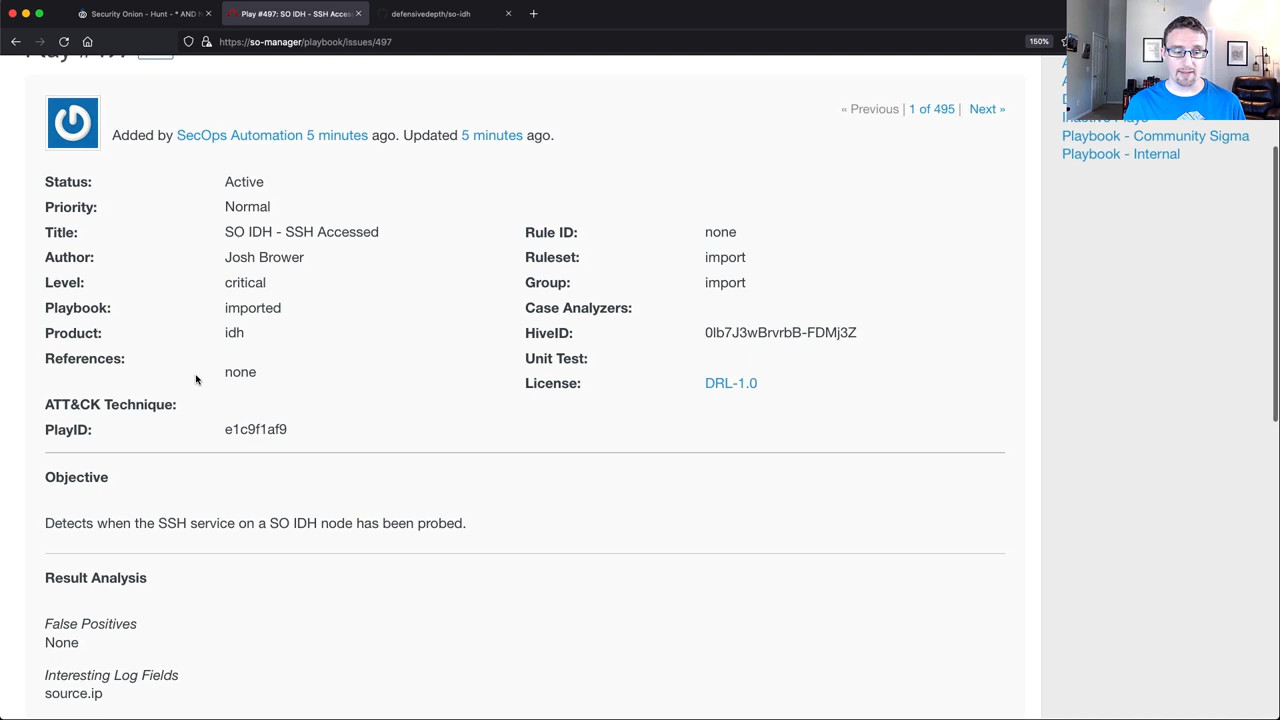 Security Onion - Hunt - * AND
Play #497: SO IDH - SSH Acces
defensivedepth/so-idh
https://so-manager/playbook/issues/497
150%
Play #497
« Previous | 1 of 495 | Next »
Added by SecOps Automation 5 minutes ago. Updated 5 minutes ago.
Inactive Plays
Playbook - Community Sigma
Playbook - Internal
Status: Active
Priority: Normal
Title: SO IDH - SSH Accessed Rule ID: none
Author: Josh Brower Ruleset: import
Level: critical Group: import
Playbook: imported Case Analyzers:
Product: idh HiveID: 0lb7J3wBrvrbB-FDMj3Z
References: Unit Test:
none
License: DRL-1.0
ATT&CK Technique:
PlayID: e1c9f1af9
Objective
Detects when the SSH service on a SO IDH node has been probed.
Result Analysis
False Positives
None
Interesting Log Fields
source.ip